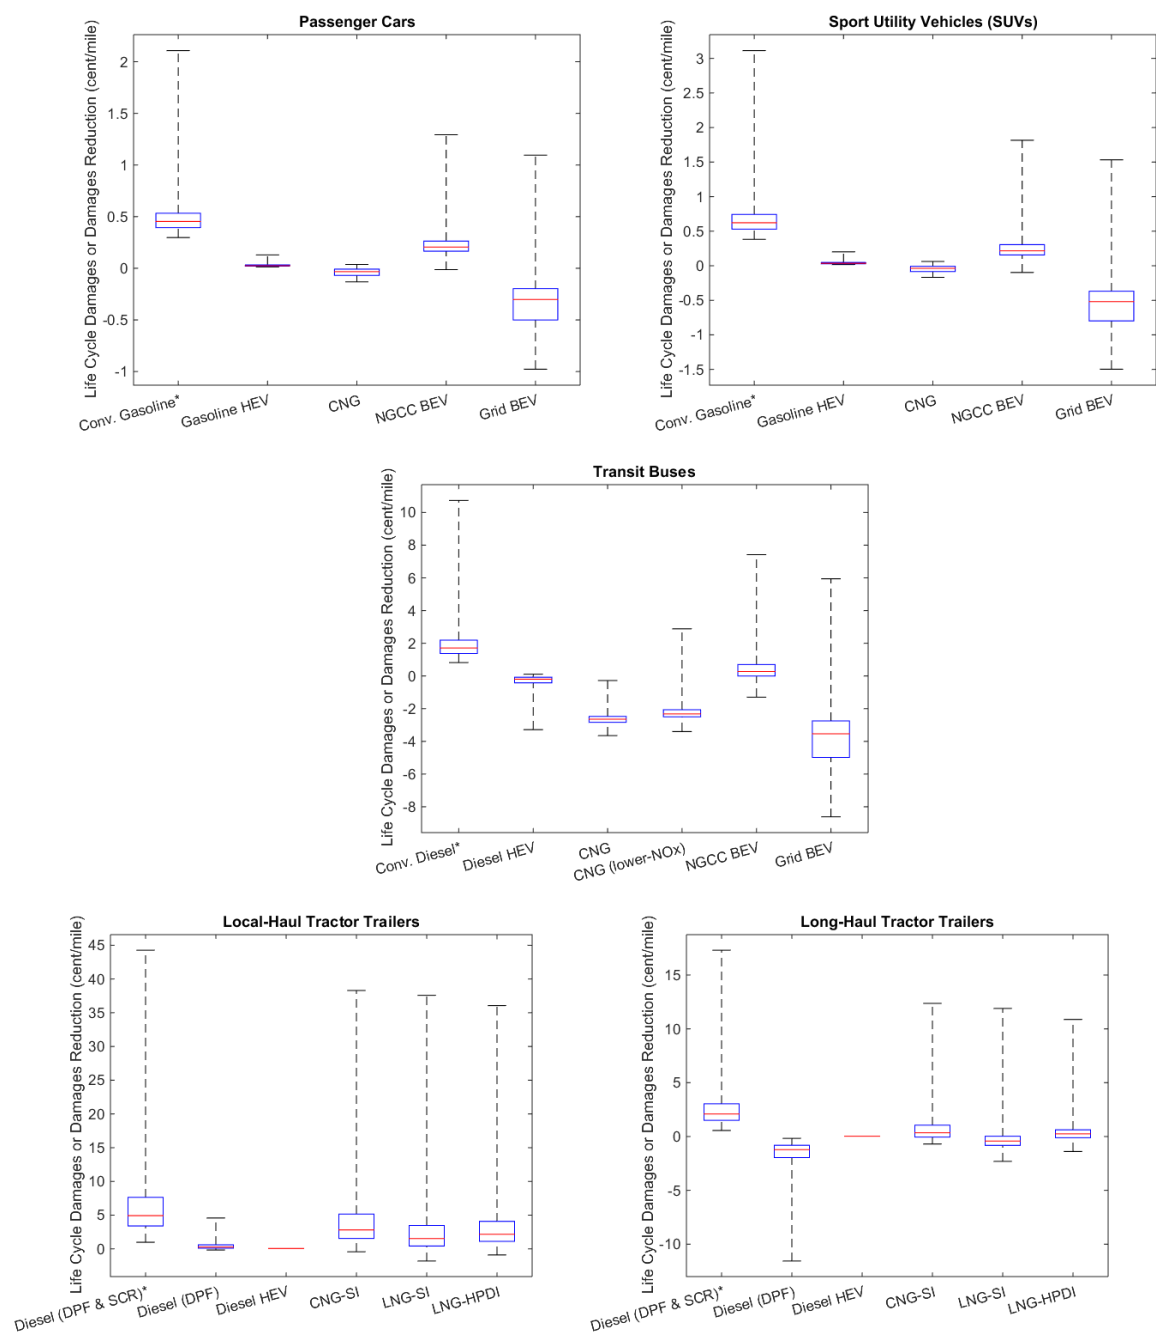 Passenger Cars
Life Cycle Damages or Damages Reduction (cent/mile)
2
1.5
1
0.5
0
-0.5
-1
Conv. Gasoline*
Gasoline HEV
CNG
NGCC BEV
Grid BEV
Sport Utility Vehicles (SUVs)
Life Cycle Damages or Damages Reduction (cent/mile)
3
2.5
2
1.5
1
0.5
0
-0.5
-1
-1.5
Conv. Gasoline*
Gasoline HEV
CNG
NGCC BEV
Grid BEV
Transit Buses
Life Cycle Damages or Damages Reduction (cent/mile)
10
8
6
4
2
0
-2
-4
-6
-8
Conv. Diesel*
Diesel HEV
CNG
CNG (lower-NOx)
NGCC BEV
Grid BEV
Local-Haul Tractor Trailers
Life Cycle Damages or Damages Reduction (cent/mile)
45
40
35
30
25
20
15
10
5
0
Diesel (DPF & SCR)*
Diesel (DPF)
Diesel HEV
CNG-SI
LNG-SI
LNG-HPDI
Long-Haul Tractor Trailers
Life Cycle Damages or Damages Reduction (cent/mile)
15
10
5
0
-5
-10
Diesel (DPF & SCR)*
Diesel (DPF)
Diesel HEV
CNG-SI
LNG-SI
LNG-HPDI